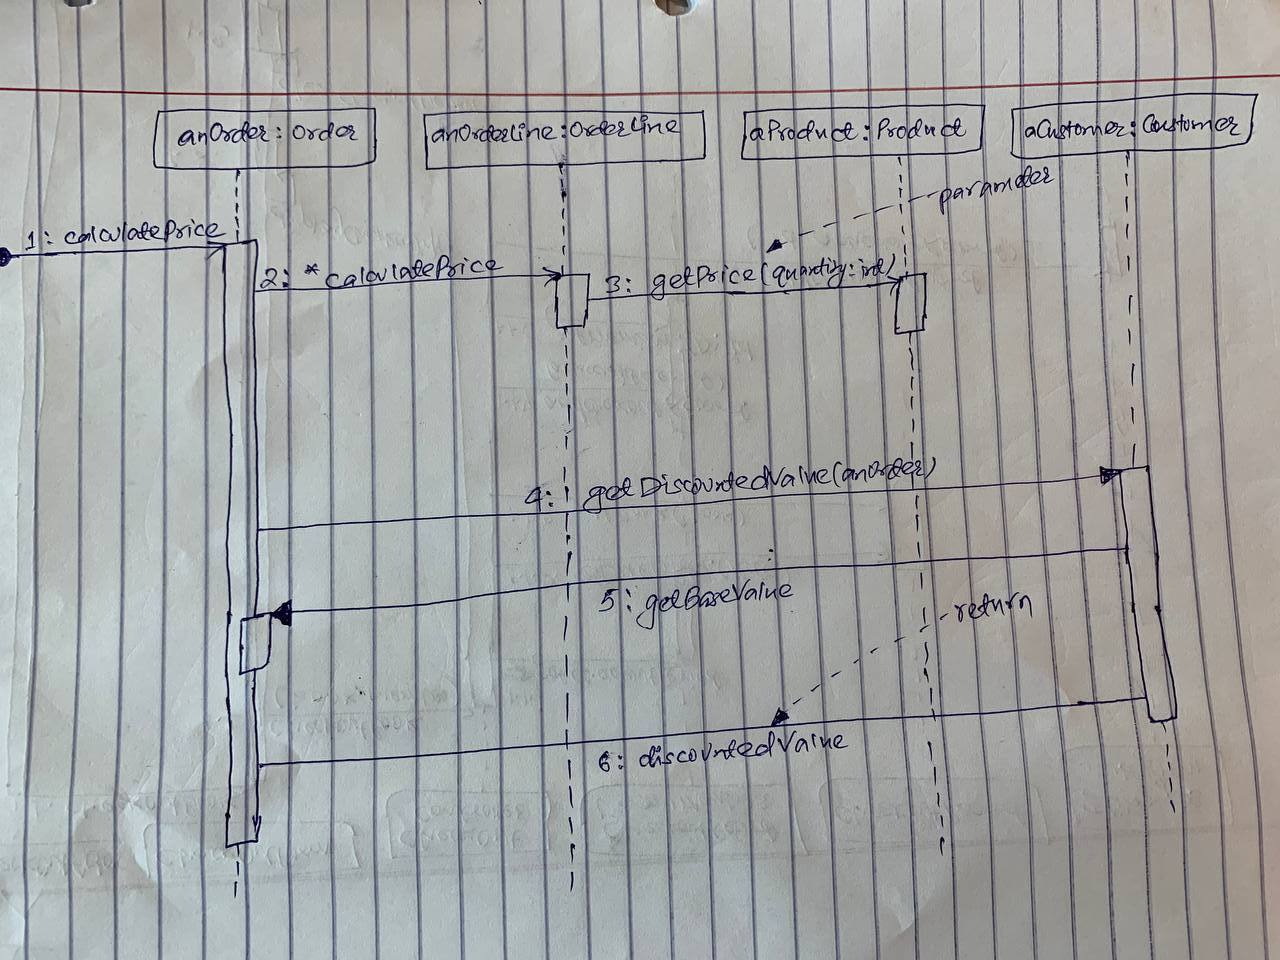 anOrder : Order
anOrderLine : OrderLine
aProduct : Product
aCustomer : Customer
parameter
1: calculatePrice
2: * calculatePrice
3: getPrice(quantity:int)
4: getDiscountedValue(anOrder)
5: getBaseValue
return
6: discountedValue